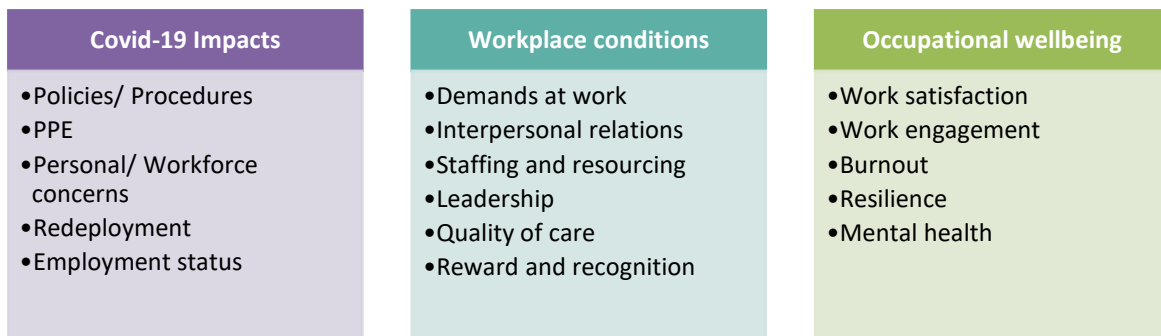 Covid-19 Impacts
•Policies/ Procedures
•PPE
•Personal/ Workforce
concerns
•Redeployment
•Employment status
Workplace conditions
•Demands at work
•Interpersonal relations
•Staffing and resourcing
•Leadership
•Quality of care
•Reward and recognition
Occupational wellbeing
•Work satisfaction
•Work engagement
•Burnout
•Resilience
•Mental health